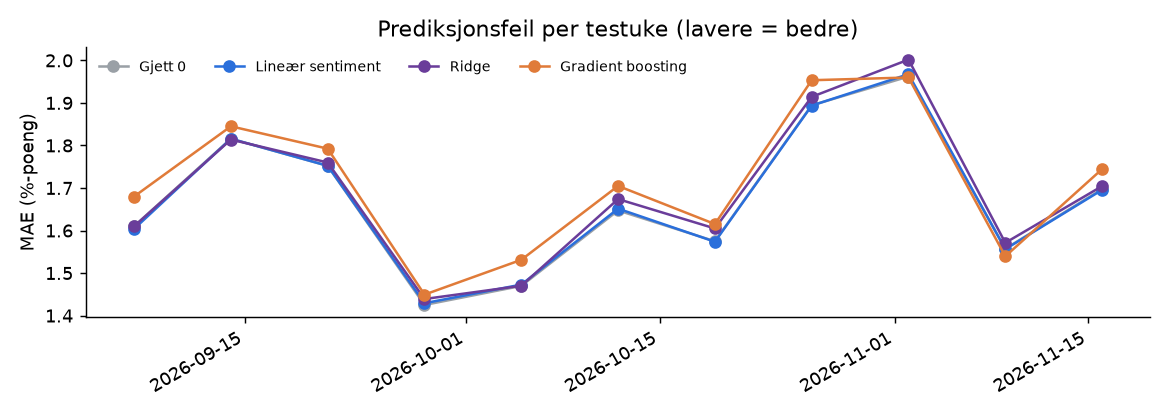 Prediksjonsfeil per testuke (lavere = bedre)
Gjett 0 Lineær sentiment Ridge Gradient boosting
MAE (%-poeng)
2.0
1.9
1.8
1.7
1.6
1.5
1.4
2026-09-15 2026-10-01 2026-10-15 2026-11-01 2026-11-15